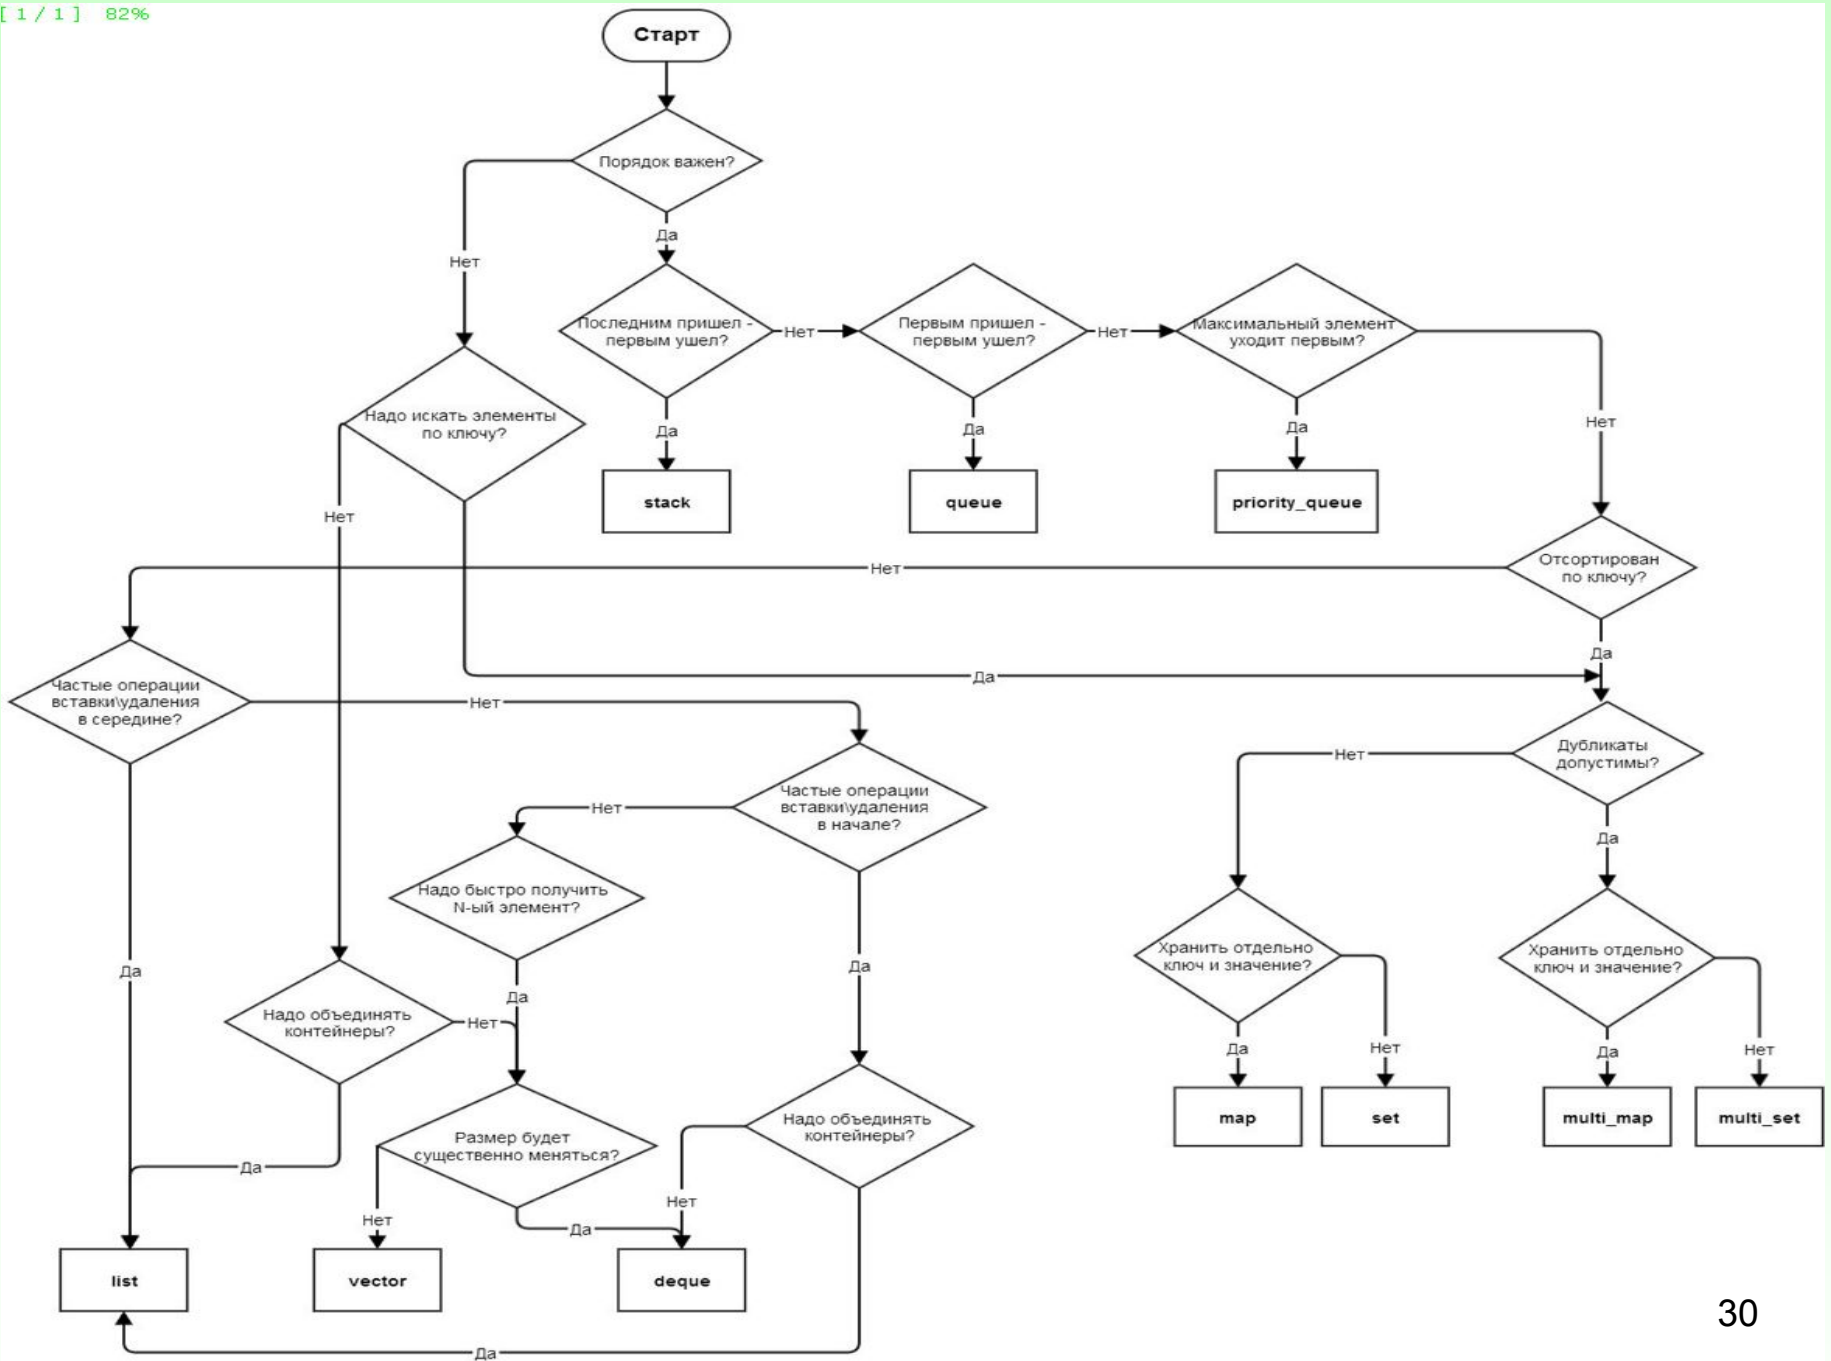 [ 1 / 1 ] 82%
Старт
Порядок важен?
Да
Нет
Последним пришел -
первым ушел?
Нет
Первым пришел -
первым ушел?
Нет
Максимальный элемент
уходит первым?
Надо искать элементы
по ключу?
Да
Да
Да
Нет
stack
queue
priority_queue
Нет
Отсортирован
по ключу?
Нет
Да
Да
Частые операции
вставки\удаления
в середине?
Нет
Дубликаты
допустимы?
Нет
Да
Частые операции
вставки\удаления
в начале?
Нет
Надо быстро получить
N-ый элемент?
Хранить отдельно
ключ и значение?
Хранить отдельно
ключ и значение?
Да
Да
Да
Надо объединять
контейнеры?
Нет
Да
Нет
Да
Нет
map
set
multi_map
multi_set
Надо объединять
контейнеры?
Размер будет
существенно меняться?
Да
Нет
Нет
Да
list
vector
deque
30
Да